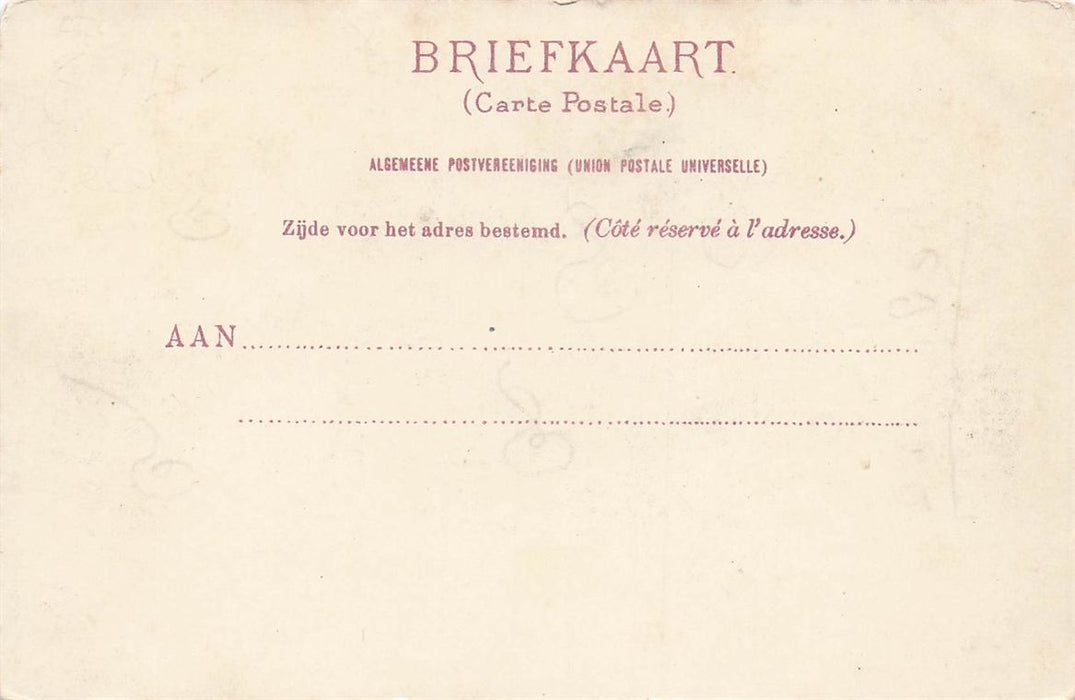 BRIEFKAART.
(Carte Postale.)
ALGEMEENE POSTVEREENIGING (UNION POSTALE UNIVERSELLE)
Zijde voor het adres bestemd. (Côté réservé à l'adresse.)
AAN